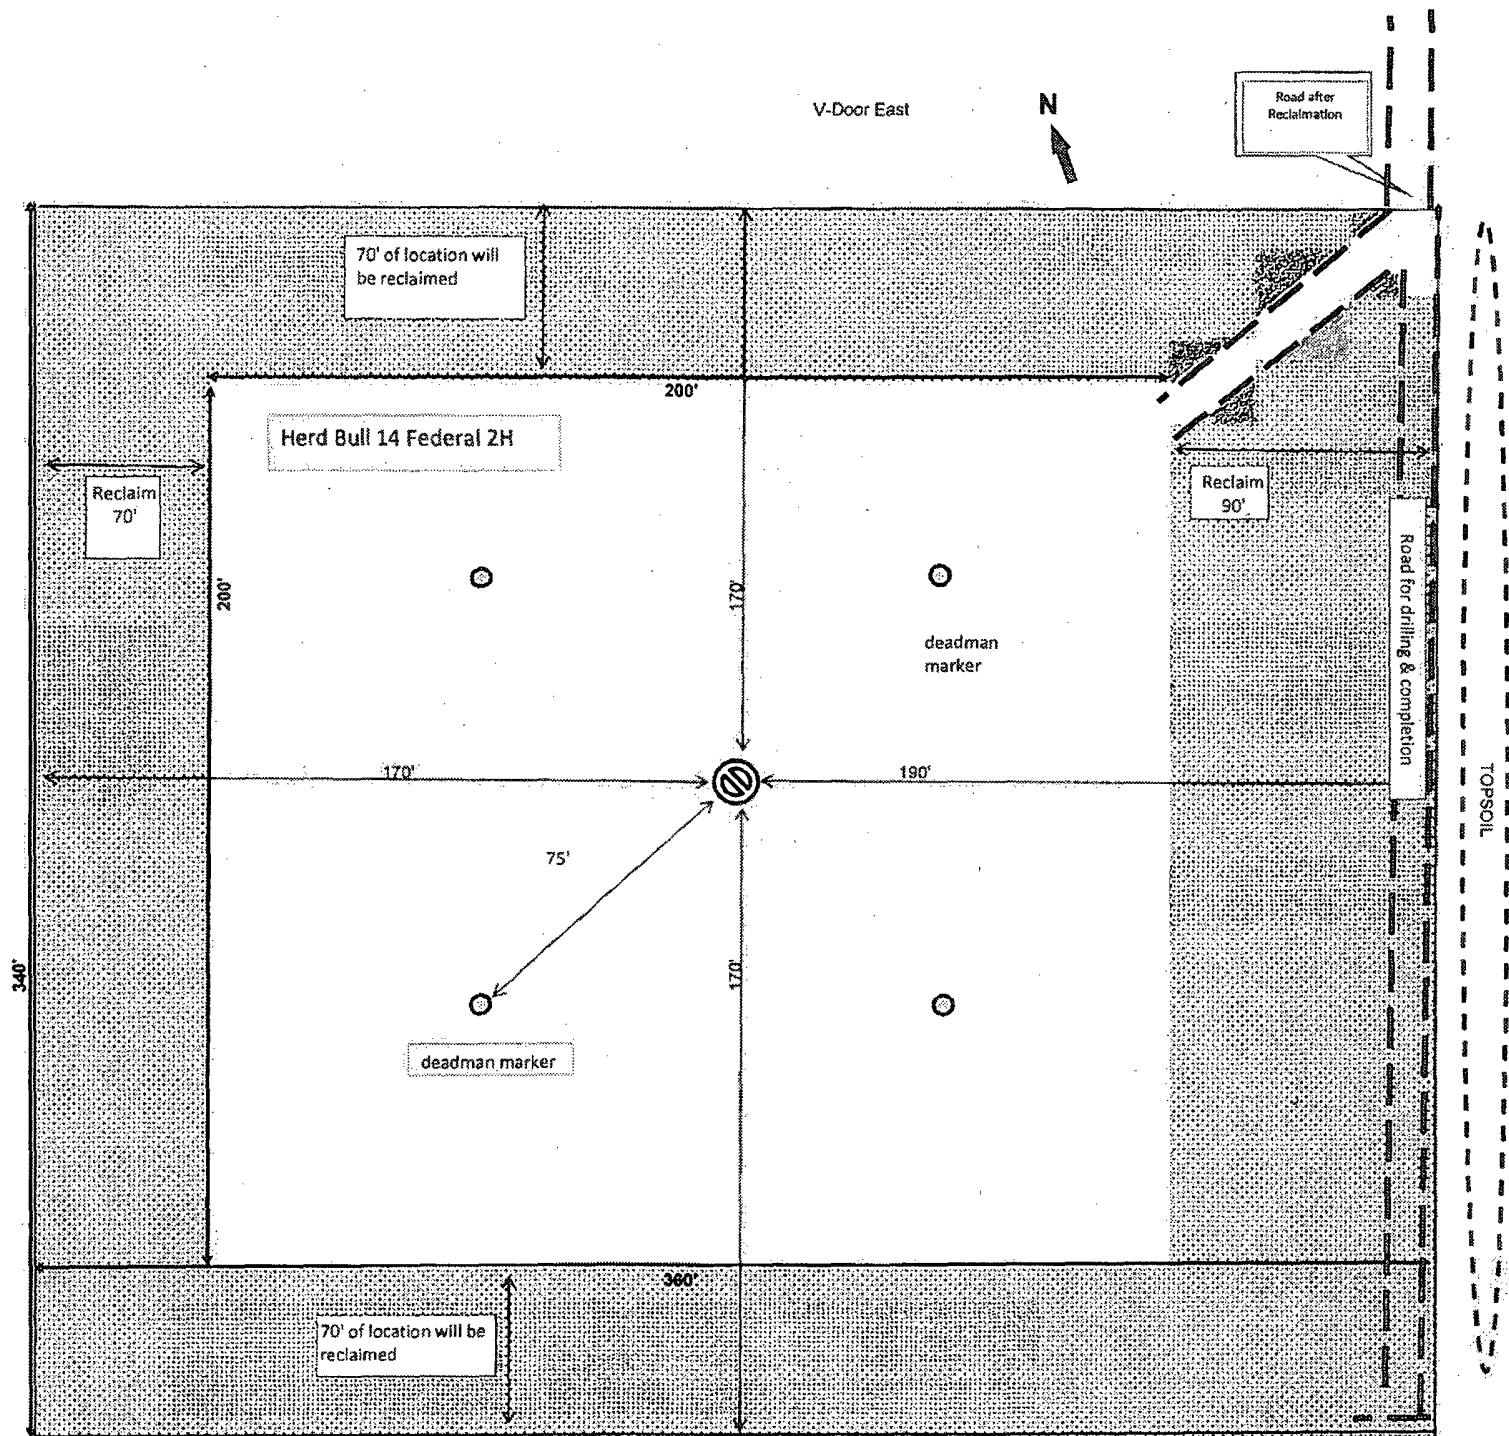 V-Door East
N
Road after
Reclaimation
70' of location will
be reclaimed
200'
Herd Bull 14 Federal 2H
Reclaim
70'
Reclaim
90'
200'
170'
deadman
marker
Road for drilling & completion
TOPSOIL
170'
190'
75'
340'
170'
deadman marker
360'
70' of location will be
reclaimed